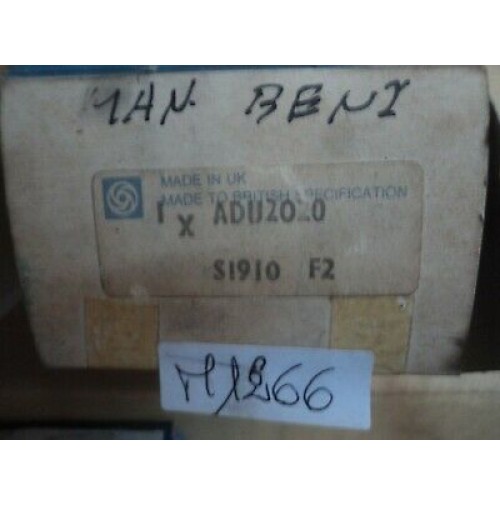 MAN. BENI
MADE IN UK
MADE TO BRITISH SPECIFICATION
1 x ADU2020
S1910 F2
M1266